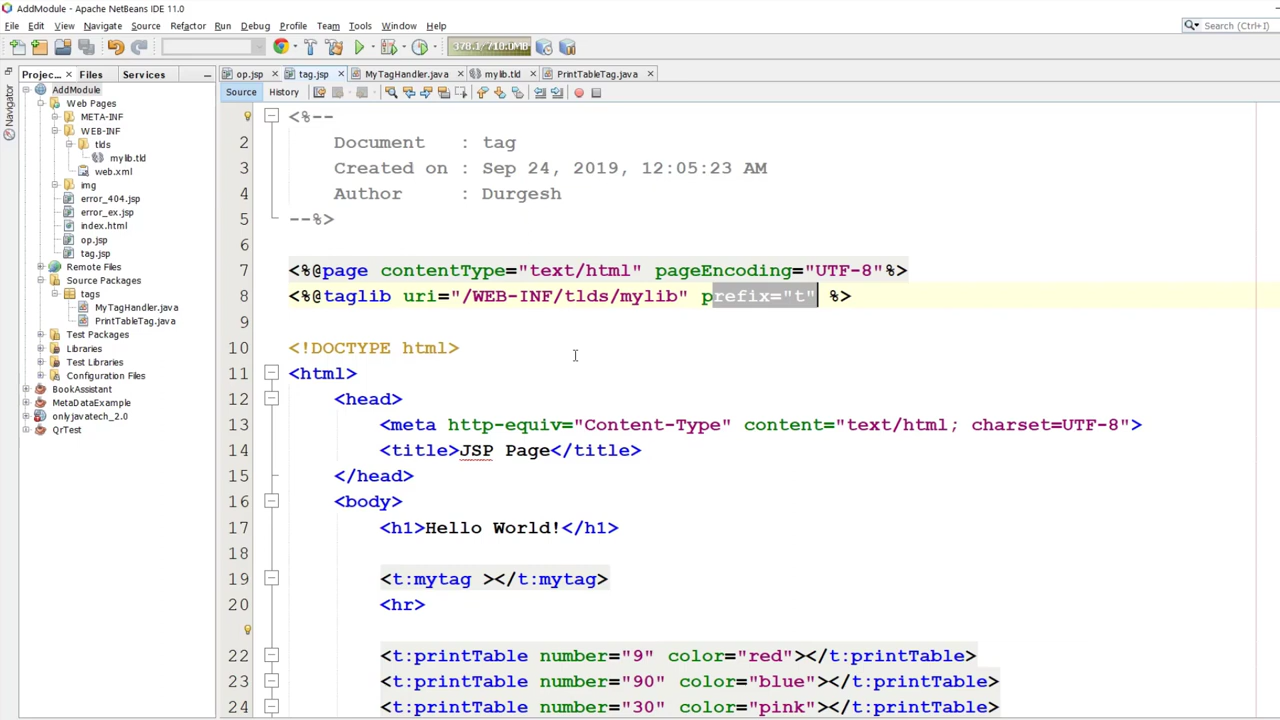 AddModule - Apache NetBeans IDE 11.0
File Edit View Navigate Source Refactor Run Debug Profile Team Tools Window Help
Search (Ctrl+I)
378.1/710.0MB
Projec... Files Services
op.jsp tag.jsp MyTagHandler.java mylib.tld PrintTableTag.java
Source History
Navigator
AddModule
Web Pages
META-INF
WEB-INF
tlds
mylib.tld
web.xml
img
error_404.jsp
error_ex.jsp
index.html
op.jsp
tag.jsp
Remote Files
Source Packages
tags
MyTagHandler.java
PrintTableTag.java
Test Packages
Libraries
Test Libraries
Configuration Files
BookAssistant
MetaDataExample
onlyjavatech_2.0
QrTest
<%--
2 Document : tag
3 Created on : Sep 24, 2019, 12:05:23 AM
4 Author : Durgesh
5 --%>
6
7 <%@page contentType="text/html" pageEncoding="UTF-8"%>
8 <%@taglib uri="/WEB-INF/tlds/mylib" prefix="t" %>
9
10 <!DOCTYPE html>
11 <html>
12 <head>
13 <meta http-equiv="Content-Type" content="text/html; charset=UTF-8">
14 <title>JSP Page</title>
15 </head>
16 <body>
17 <h1>Hello World!</h1>
18
19 <t:mytag ></t:mytag>
20 <hr>
22 <t:printTable number="9" color="red"></t:printTable>
23 <t:printTable number="90" color="blue"></t:printTable>
24 <t:printTable number="30" color="pink"></t:printTable>